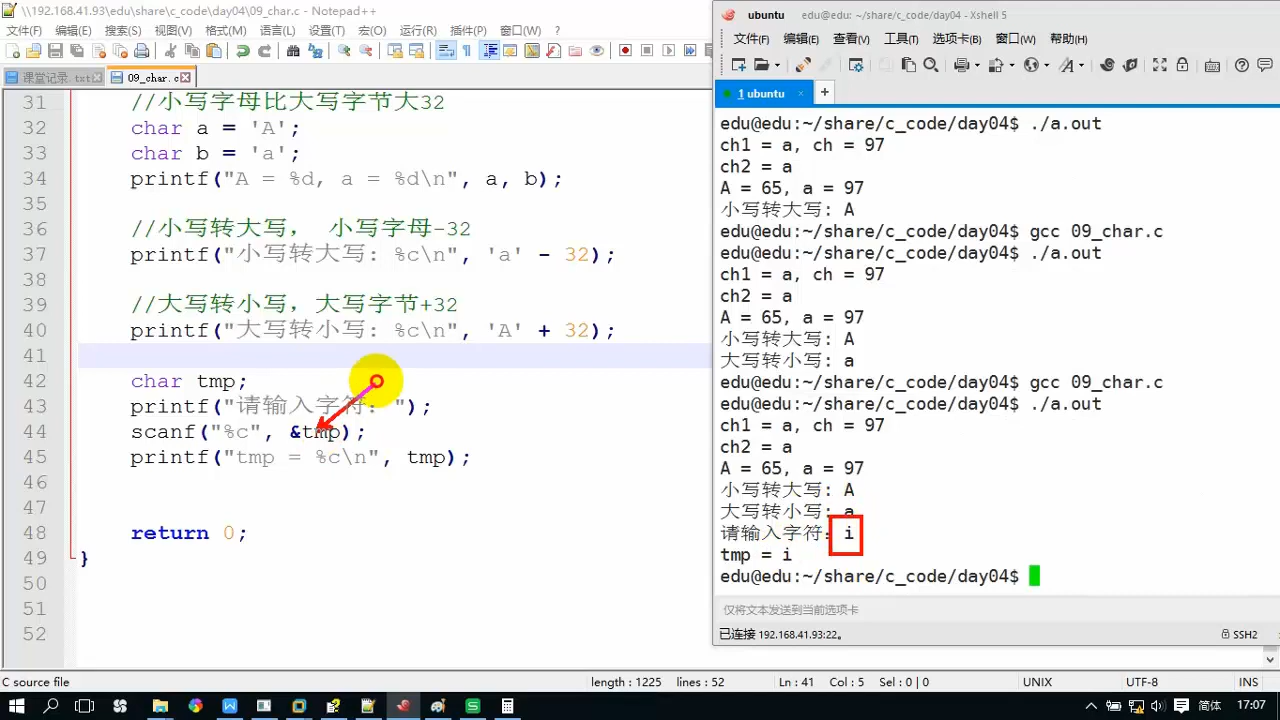 \\192.168.41.93\edu\share\c_code\day04\09_char.c - Notepad++
文件(F) 编辑(E) 搜索(S) 视图(V) 格式(M) 语言(L) 设置(T) 宏(O) 运行(R) 插件(P) 窗口(W) ?
课堂记录.txt 09_char.c
31 //小写字母比大写字节大32
32 char a = 'A';
33 char b = 'a';
34 printf("A = %d, a = %d\n", a, b);
35
36 //小写转大写， 小写字母-32
37 printf("小写转大写: %c\n", 'a' - 32);
38
39 //大写转小写，大写字节+32
40 printf("大写转小写: %c\n", 'A' + 32);
41
42 char tmp;
43 printf("请输入字符: ");
44 scanf("%c", &tmp);
45 printf("tmp = %c\n", tmp);
46
47
48 return 0;
49 }
50
51
52
C source file length : 1225 lines : 52 Ln : 41 Col : 5 Sel : 0 | 0 UNIX UTF-8 INS
ubuntu edu@edu: ~/share/c_code/day04 - Xshell 5
文件(F) 编辑(E) 查看(V) 工具(T) 选项卡(B) 窗口(W) 帮助(H)
1 ubuntu × +
edu@edu:~/share/c_code/day04$ ./a.out
ch1 = a, ch = 97
ch2 = a
A = 65, a = 97
小写转大写: A
edu@edu:~/share/c_code/day04$ gcc 09_char.c
edu@edu:~/share/c_code/day04$ ./a.out
ch1 = a, ch = 97
ch2 = a
A = 65, a = 97
小写转大写: A
大写转小写: a
edu@edu:~/share/c_code/day04$ gcc 09_char.c
edu@edu:~/share/c_code/day04$ ./a.out
ch1 = a, ch = 97
ch2 = a
A = 65, a = 97
小写转大写: A
大写转小写: a
请输入字符: i
tmp = i
edu@edu:~/share/c_code/day04$
仅将文本发送到当前选项卡
已连接 192.168.41.93:22。 SSH2
简 17:07